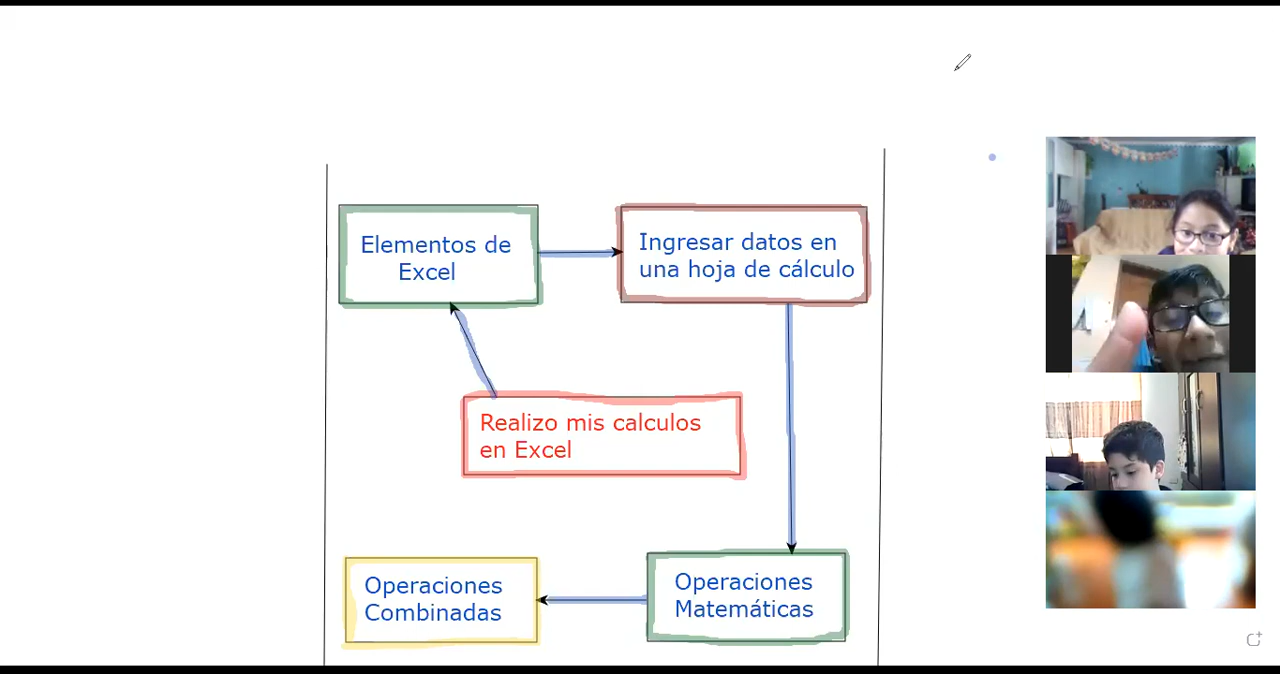 Elementos de
Excel
Ingresar datos en
una hoja de cálculo
Realizo mis calculos
en Excel
Operaciones
Combinadas
Operaciones
Matemáticas